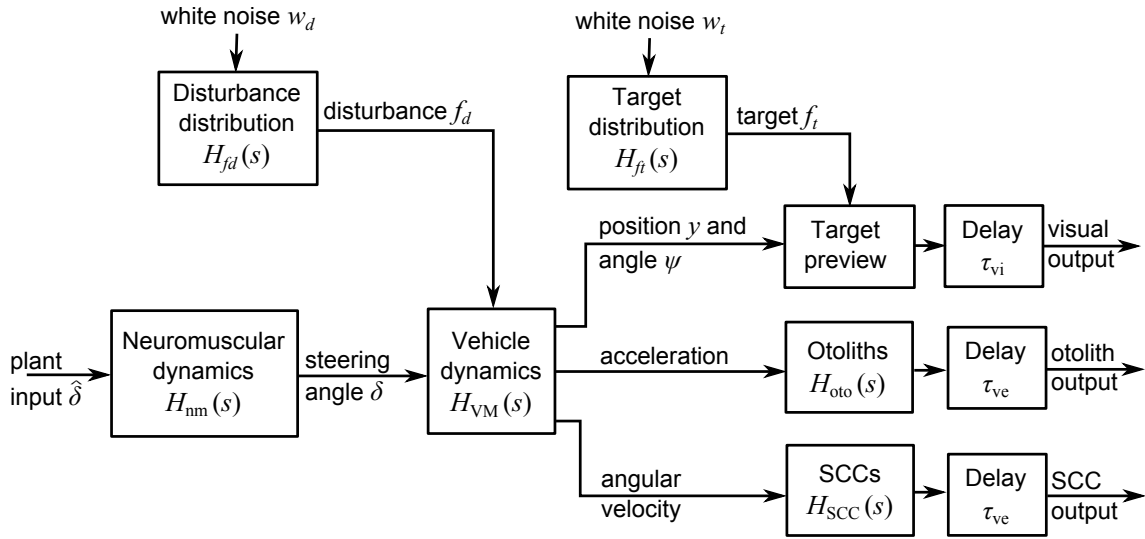 white noise w_d
white noise w_t
Disturbance
distribution
H_fd(s)
disturbance f_d
Target
distribution
H_ft(s)
target f_t
position y and
angle ψ
Target
preview
Delay
τ_vi
visual
output
plant
input δ̂
Neuromuscular
dynamics
H_nm(s)
steering
angle δ
Vehicle
dynamics
H_VM(s)
acceleration
Otoliths
H_oto(s)
Delay
τ_ve
otolith
output
angular
velocity
SCCs
H_SCC(s)
Delay
τ_ve
SCC
output